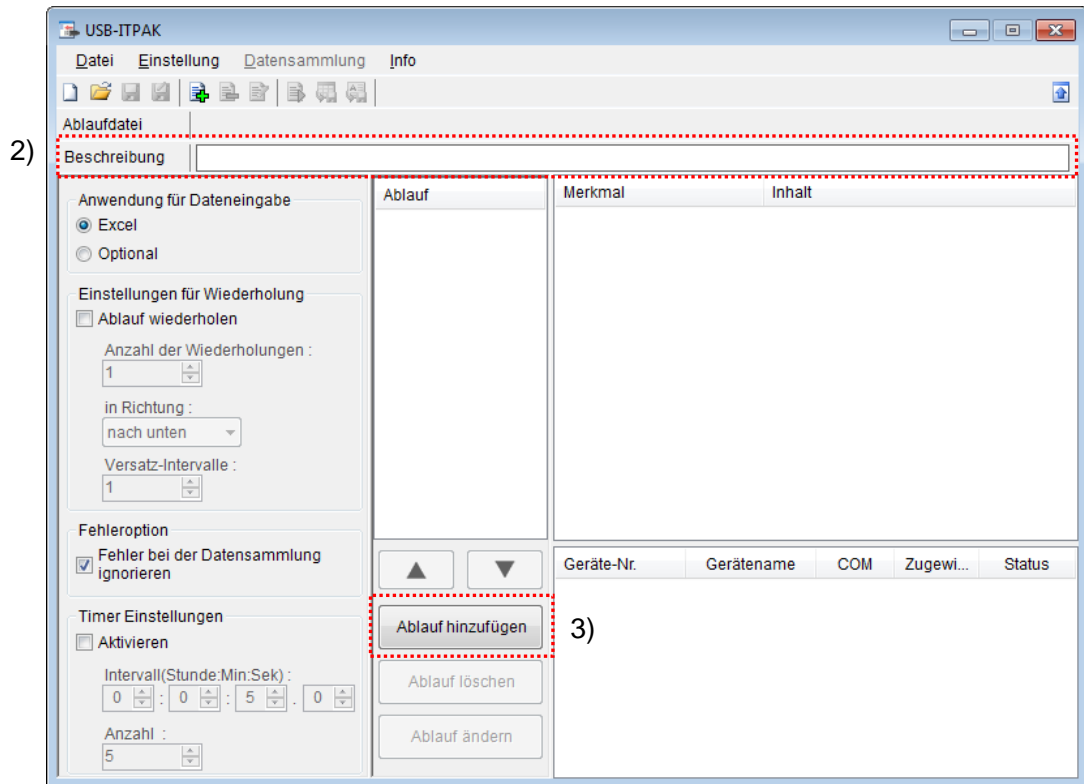 USB-ITPAK
Datei Einstellung Datensammlung Info
Ablaufdatei
2)
Beschreibung
Anwendung für Dateneingabe
Excel
Optional
Einstellungen für Wiederholung
Ablauf wiederholen
Anzahl der Wiederholungen :
1
in Richtung :
nach unten
Versatz-Intervalle :
1
Fehleroption
Fehler bei der Datensammlung
ignorieren
Timer Einstellungen
Aktivieren
Intervall(Stunde:Min:Sek) :
0 : 0 : 5 . 0
Anzahl :
5
Ablauf
Ablauf hinzufügen
3)
Ablauf löschen
Ablauf ändern
Merkmal Inhalt
Geräte-Nr. Gerätename COM Zugewi... Status